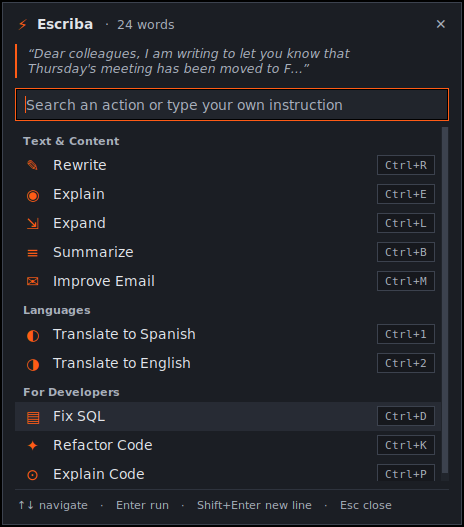 ⚡ Escriba · 24 words ×
“Dear colleagues, I am writing to let you know that
Thursday's meeting has been moved to F...”
Search an action or type your own instruction
Text & Content
Rewrite Ctrl+R
Explain Ctrl+E
Expand Ctrl+L
Summarize Ctrl+B
Improve Email Ctrl+M
Languages
Translate to Spanish Ctrl+1
Translate to English Ctrl+2
For Developers
Fix SQL Ctrl+D
Refactor Code Ctrl+K
Explain Code Ctrl+P
↑↓ navigate · Enter run · Shift+Enter new line · Esc close